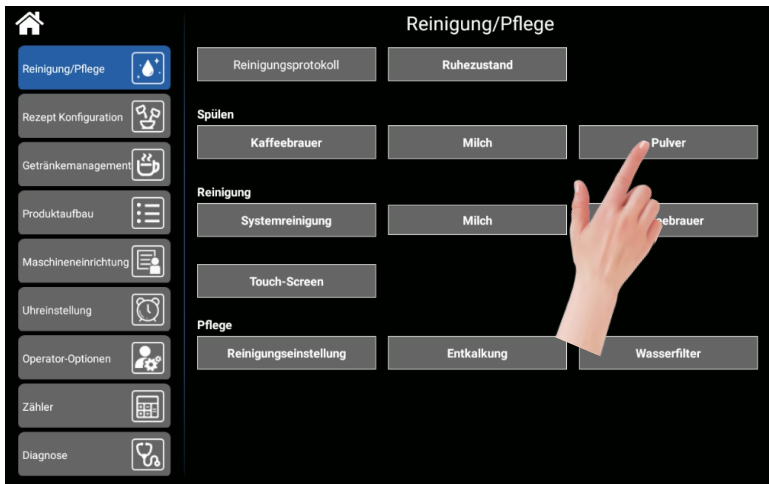 Reinigung/Pflege
Reinigung/Pflege
Rezept Konfiguration
Getränkemanagement
Produktaufbau
Maschineneinrichtung
Uhreinstellung
Operator-Optionen
Zähler
Diagnose
Reinigungsprotokoll
Ruhezustand
Spülen
Kaffeebrauer
Milch
Pulver
Reinigung
Systemreinigung
Milch
Touch-Screen
Pflege
Reinigungseinstellung
Entkalkung
Wasserfilter